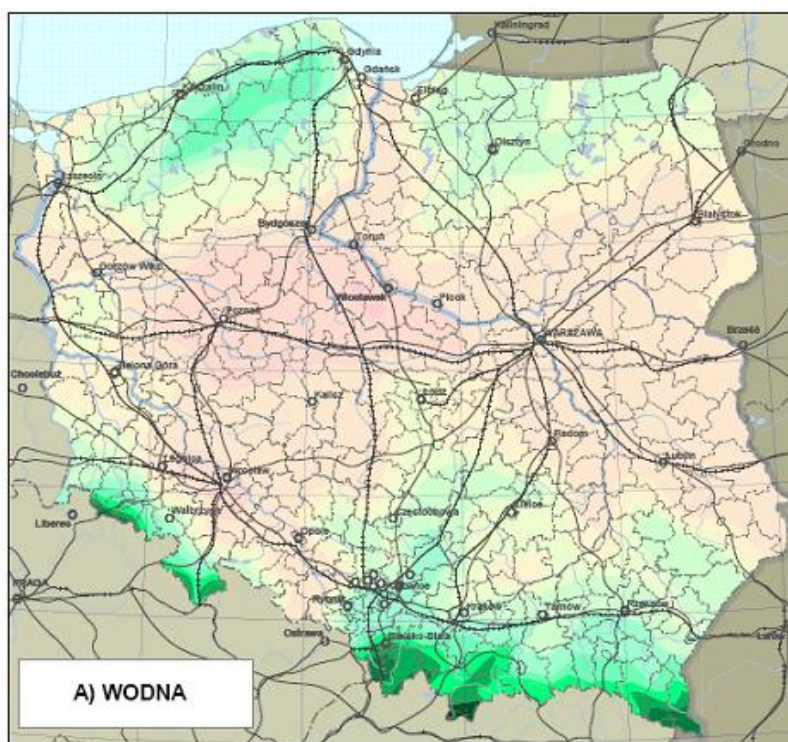 Kaliningrad
Gdynia
Gdańsk
Koszalin
Elbląg
Olsztyn
Grodno
Szczecin
Białystok
Bydgoszcz
Toruń
Gorzów Wlkp.
Włocławek
Płock
Poznań
WARSZAWA
Brześć
Zielona Góra
Chociebuż
Kalisz
Łódź
Radom
Lublin
Legnica
Wrocław
Liberec
Wałbrzych
Częstochowa
Kielce
Opole
PRAGA
Rybnik
Kraków
Tarnów
Rzeszów
Ostrawa
Bielsko-Biała
A) WODNA